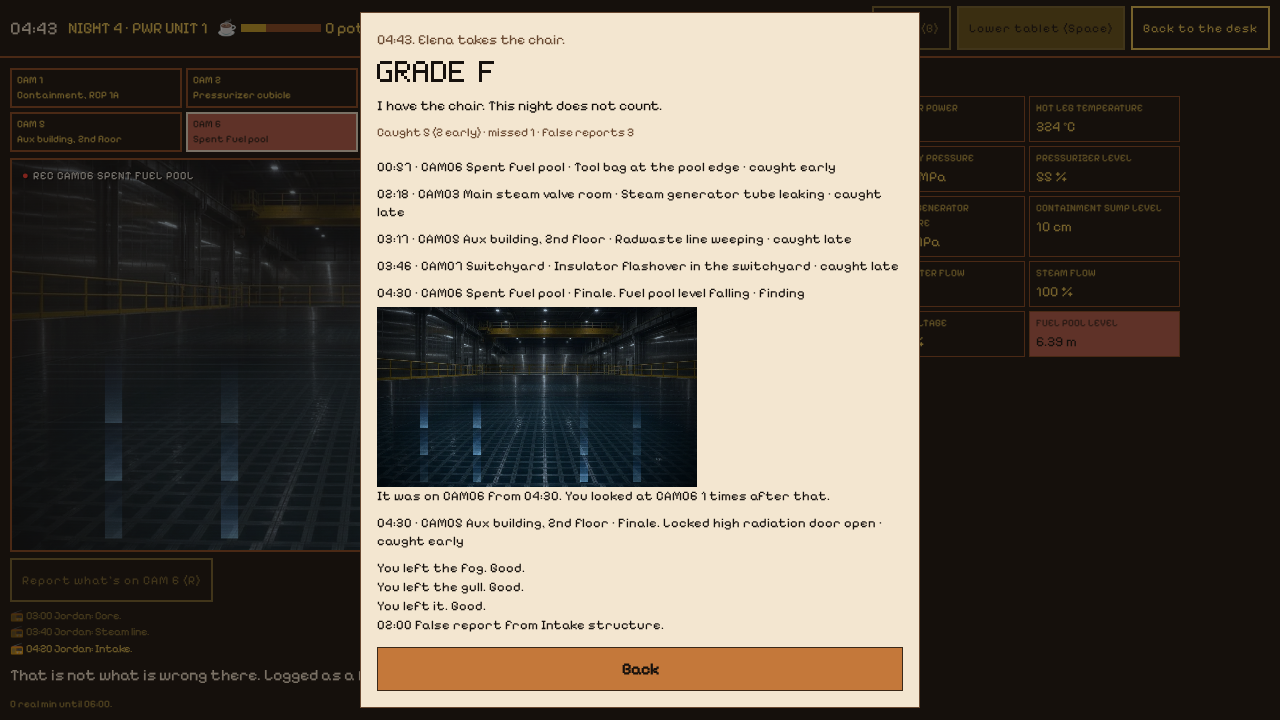 04:43
NIGHT 4 · PWR UNIT 1
0 pot
Lower tablet (Space)
Back to the desk
CAM 1
Containment, RCP 1A
CAM 2
Pressurizer cubicle
CAM 5
Aux building, 2nd floor
CAM 6
Spent Fuel pool
REC CAM06 SPENT FUEL POOL
Report what's on CAM 6 (R)
03:00 Jordan: Core.
03:40 Jordan: Steam line.
04:20 Jordan: Intake.
That is not what is wrong there. Logged as a
0 real min until 06:00.
04:43. Elena takes the chair.
GRADE F
I have the chair. This night does not count.
Caught 5 (2 early) · missed 1 · false reports 3
00:57 · CAM06 Spent fuel pool · Tool bag at the pool edge · caught early
02:18 · CAM03 Main steam valve room · Steam generator tube leaking · caught
late
03:17 · CAM05 Aux building, 2nd floor · Radwaste line weeping · caught late
03:46 · CAM07 Switchyard · Insulator flashover in the switchyard · caught late
04:30 · CAM06 Spent fuel pool · Finale. Fuel pool level falling · finding
It was on CAM06 from 04:30. You looked at CAM06 1 times after that.
04:30 · CAM05 Aux building, 2nd floor · Finale. Locked high radiation door open ·
caught early
You left the fog. Good.
You left the gull. Good.
You left it. Good.
02:00 False report from Intake structure.
Back
POWER
HOT LEG TEMPERATURE
324 °C
PRESSURE
MPa
PRESSURIZER LEVEL
55 %
GENERATOR
CONTAINMENT SUMP LEVEL
10 cm
FLOW
STEAM FLOW
100 %
FUEL POOL LEVEL
6.39 m